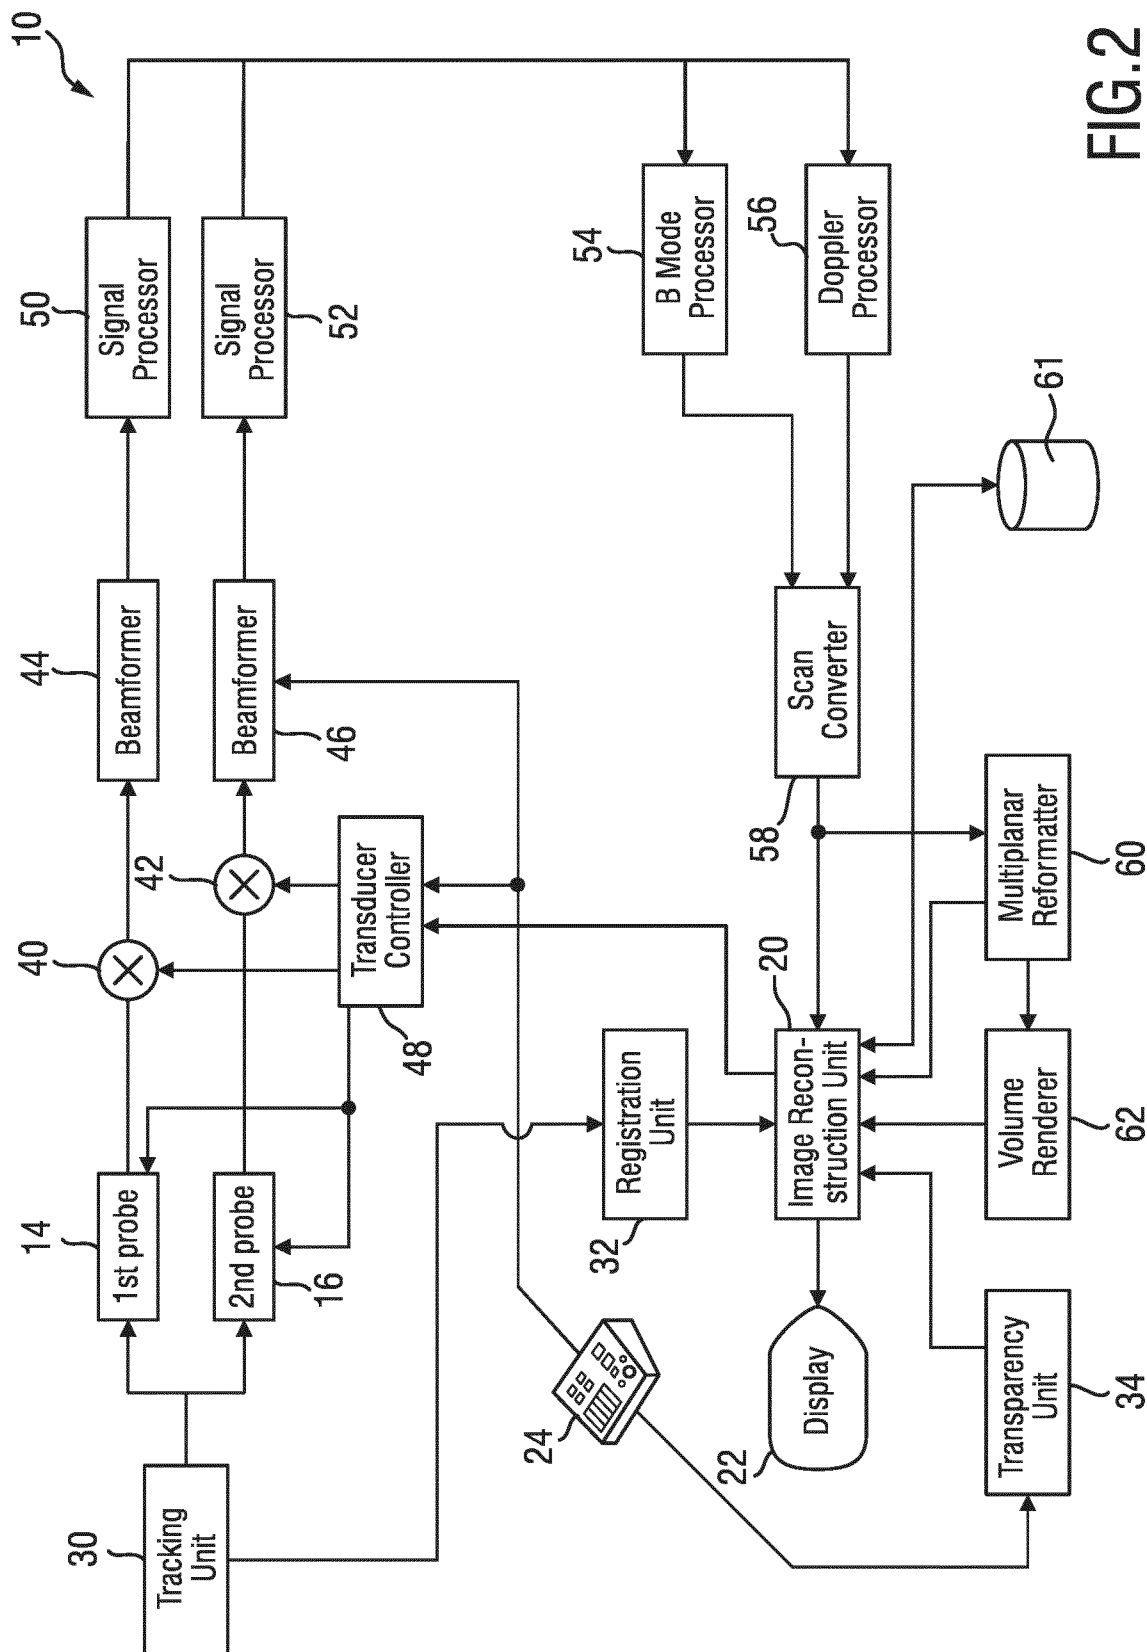 10
30
Tracking
Unit
14
1st probe
2nd probe
16
40
42
44
Beamformer
Beamformer
46
50
Signal
Processor
Signal
Processor
52
Transducer
Controller
48
24
32
Registration
Unit
54
B Mode
Processor
56
Doppler
Processor
22
Display
20
Image Recon-
struction Unit
58
Scan
Converter
61
34
Transparency
Unit
62
Volume
Renderer
60
Multiplanar
Reformatter
FIG.2